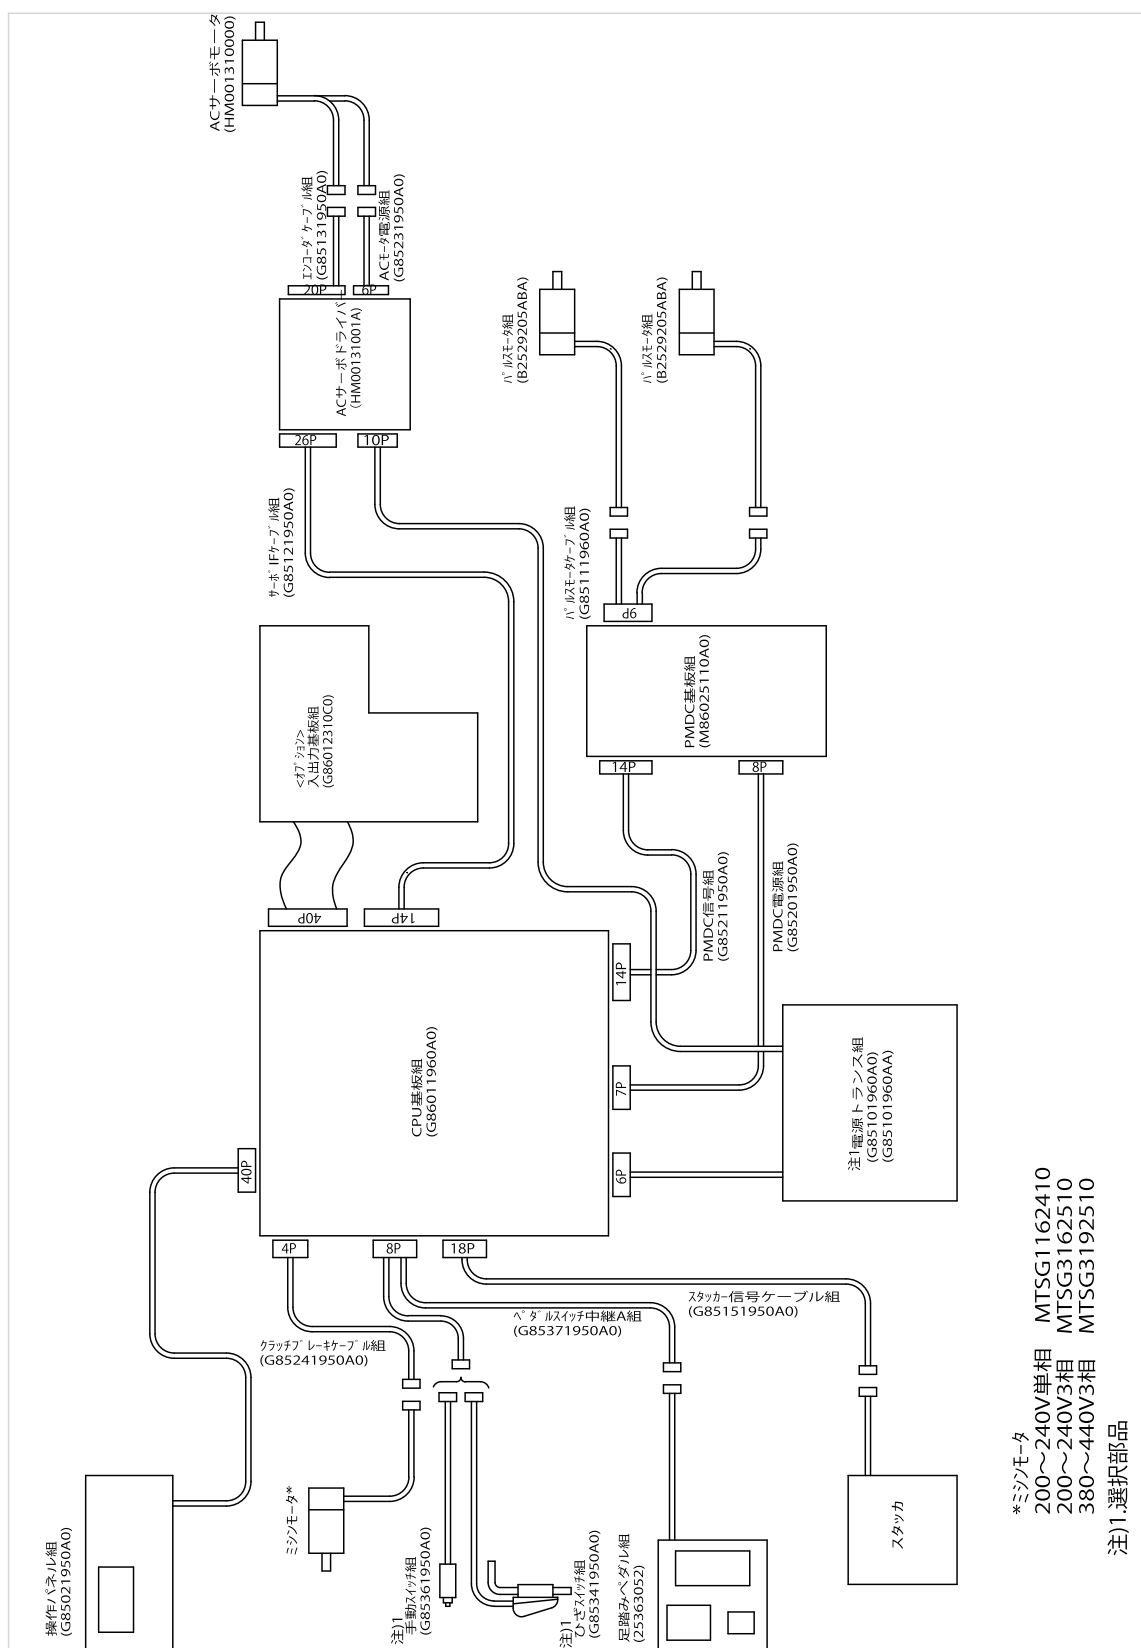 ACサーボモータ
(HM001310000)
エンコーダケーブル組
(G85131950A0)
ACモータ電源組
(G85231950A0)
20P
6P
ACサーボドライバー
(HM00131001A)
26P
10P
パルスモータ組
(B2529205ABA)
パルスモータ組
(B2529205ABA)
サーボIFケーブル組
(G85121950A0)
パルスモータケーブル組
(G85111960A0)
9P
<オプション>
入出力基板組
(G86012310C0)
PMDC基板組
(M86025110A0)
14P
8P
40P
14P
PMDC信号組
(G85211950A0)
PMDC電源組
(G85201950A0)
14P
CPU基板組
(G86011960A0)
7P
6P
40P
注1電源トランス組
(G85101960A0)
(G85101960AA)
4P
8P
18P
クラッチブレーキケーブル組
(G85241950A0)
ペダルスイッチ中継A組
(G85371950A0)
スタッカー信号ケーブル組
(G85151950A0)
操作パネル組
(G85021950A0)
ミシンモータ*
注)1
手動スイッチ組
(G85361950A0)
注)1
ひざスイッチ組
(G85341950A0)
足踏みペダル組
(25363052)
スタッカ
*ミシンモータ
200～240V単相 MTSG1162410
200～240V3相 MTSG3162510
380～440V3相 MTSG3192510
注)1.選択部品